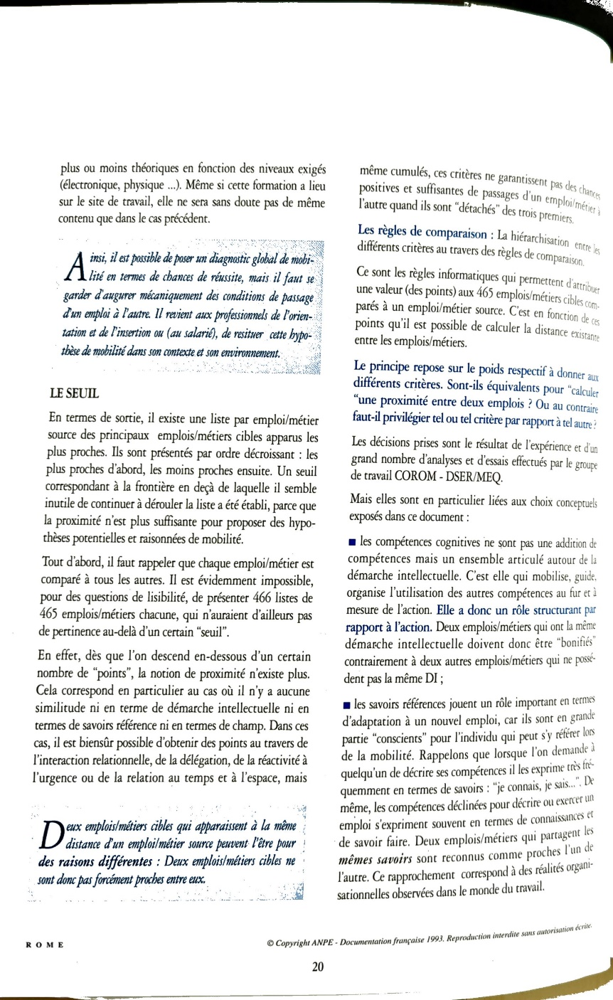 plus ou moins théoriques en fonction des niveaux exigés
(électronique, physique ...). Même si cette formation a lieu
sur le site de travail, elle ne sera sans doute pas de même
contenu que dans le cas précédent.
Ainsi, il est possible de poser un diagnostic global de mobi-
lité en termes de chances de réussite, mais il faut se
garder d'augurer mécaniquement des conditions de passage
d'un emploi à l'autre. Il revient aux professionnels de l'orien-
tation et de l'insertion ou (au salarié), de resituer cette hypo-
thèse de mobilité dans son contexte et son environnement.
LE SEUIL
En termes de sortie, il existe une liste par emploi/métier
source des principaux emplois/métiers cibles apparus les
plus proches. Ils sont présentés par ordre décroissant : les
plus proches d'abord, les moins proches ensuite. Un seuil
correspondant à la frontière en deçà de laquelle il semble
inutile de continuer à dérouler la liste a été établi, parce que
la proximité n'est plus suffisante pour proposer des hypo-
thèses potentielles et raisonnées de mobilité.
Tout d'abord, il faut rappeler que chaque emploi/métier est
comparé à tous les autres. Il est évidemment impossible,
pour des questions de lisibilité, de présenter 466 listes de
465 emplois/métiers chacune, qui n'auraient d'ailleurs pas
de pertinence au-delà d'un certain “seuil”.
En effet, dès que l'on descend en-dessous d'un certain
nombre de “points”, la notion de proximité n'existe plus.
Cela correspond en particulier au cas où il n'y a aucune
similitude ni en terme de démarche intellectuelle ni en
termes de savoirs référence ni en termes de champ. Dans ces
cas, il est biensûr possible d'obtenir des points au travers de
l'interaction relationnelle, de la délégation, de la réactivité à
l'urgence ou de la relation au temps et à l'espace, mais
Deux emplois/métiers cibles qui apparaissent à la même
distance d'un emploi/métier source peuvent l'être pour
des raisons différentes : Deux emplois/métiers cibles ne
sont donc pas forcément proches entre eux.
même cumulés, ces critères ne garantissent pas des chances
positives et suffisantes de passages d'un emploi/métier à
l'autre quand ils sont “détachés” des trois premiers.
Les règles de comparaison : La hiérarchisation entre les
différents critères au travers des règles de comparaison.
Ce sont les règles informatiques qui permettent d'attribuer
une valeur (des points) aux 465 emplois/métiers cibles com-
parés à un emploi/métier source. C'est en fonction de ces
points qu'il est possible de calculer la distance existante
entre les emplois/métiers.
Le principe repose sur le poids respectif à donner aux
différents critères. Sont-ils équivalents pour “calculer
“une proximité entre deux emplois ? Ou au contraire
faut-il privilégier tel ou tel critère par rapport à tel autre ?
Les décisions prises sont le résultat de l'expérience et d'un
grand nombre d'analyses et d'essais effectués par le groupe
de travail COROM - DSER/MEQ.
Mais elles sont en particulier liées aux choix conceptuels
exposés dans ce document :
■ les compétences cognitives ne sont pas une addition de
compétences mais un ensemble articulé autour de la
démarche intellectuelle. C'est elle qui mobilise, guide,
organise l'utilisation des autres compétences au fur et à
mesure de l'action. Elle a donc un rôle structurant par
rapport à l'action. Deux emplois/métiers qui ont la même
démarche intellectuelle doivent donc être “bonifiés”
contrairement à deux autres emplois/métiers qui ne possé-
dent pas la même DI ;
■ les savoirs références jouent un rôle important en termes
d'adaptation à un nouvel emploi, car ils sont en grande
partie “conscients” pour l'individu qui peut s'y référer lors
de la mobilité. Rappelons que lorsque l'on demande à
quelqu'un de décrire ses compétences il les exprime très fré-
quemment en termes de savoirs : “je connais, je sais...”. De
même, les compétences déclinées pour décrire ou exercer un
emploi s'expriment souvent en termes de connaissances et
de savoir faire. Deux emplois/métiers qui partagent les
mêmes savoirs sont reconnus comme proches l'un de
l'autre. Ce rapprochement correspond à des réalités organi-
sationnelles observées dans le monde du travail.
ROME
© Copyright ANPE - Documentation française 1993. Reproduction interdite sans autorisation écrite.
20